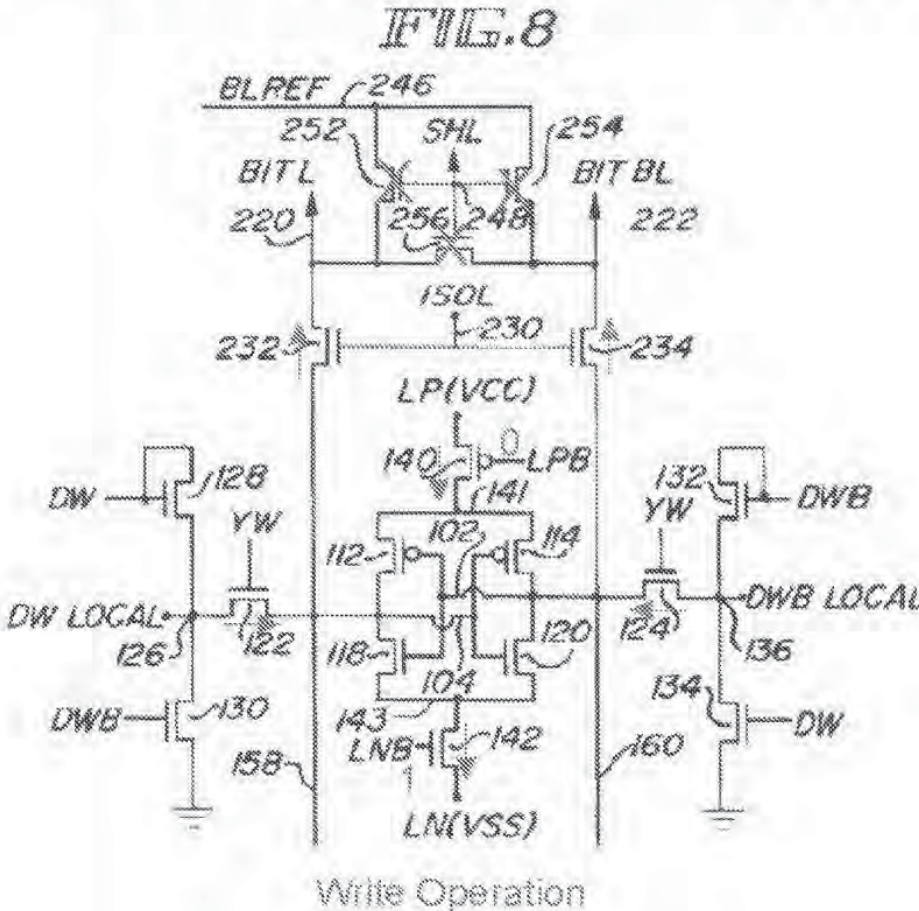 FIG. 8
BLREF 246
252 SHL 254
BIT L BIT BL
220 256 248 222
ISOL
232 230 234
LP(VCC)
0
140 LPB
DW 128 141 132 DWB
YW 102 YW
112 114
DW LOCAL DWB LOCAL
126 122 118 120 124 136
104
DWB 130 143 134 DW
LNB 142
158 1 160
LN(VSS)
Write Operation